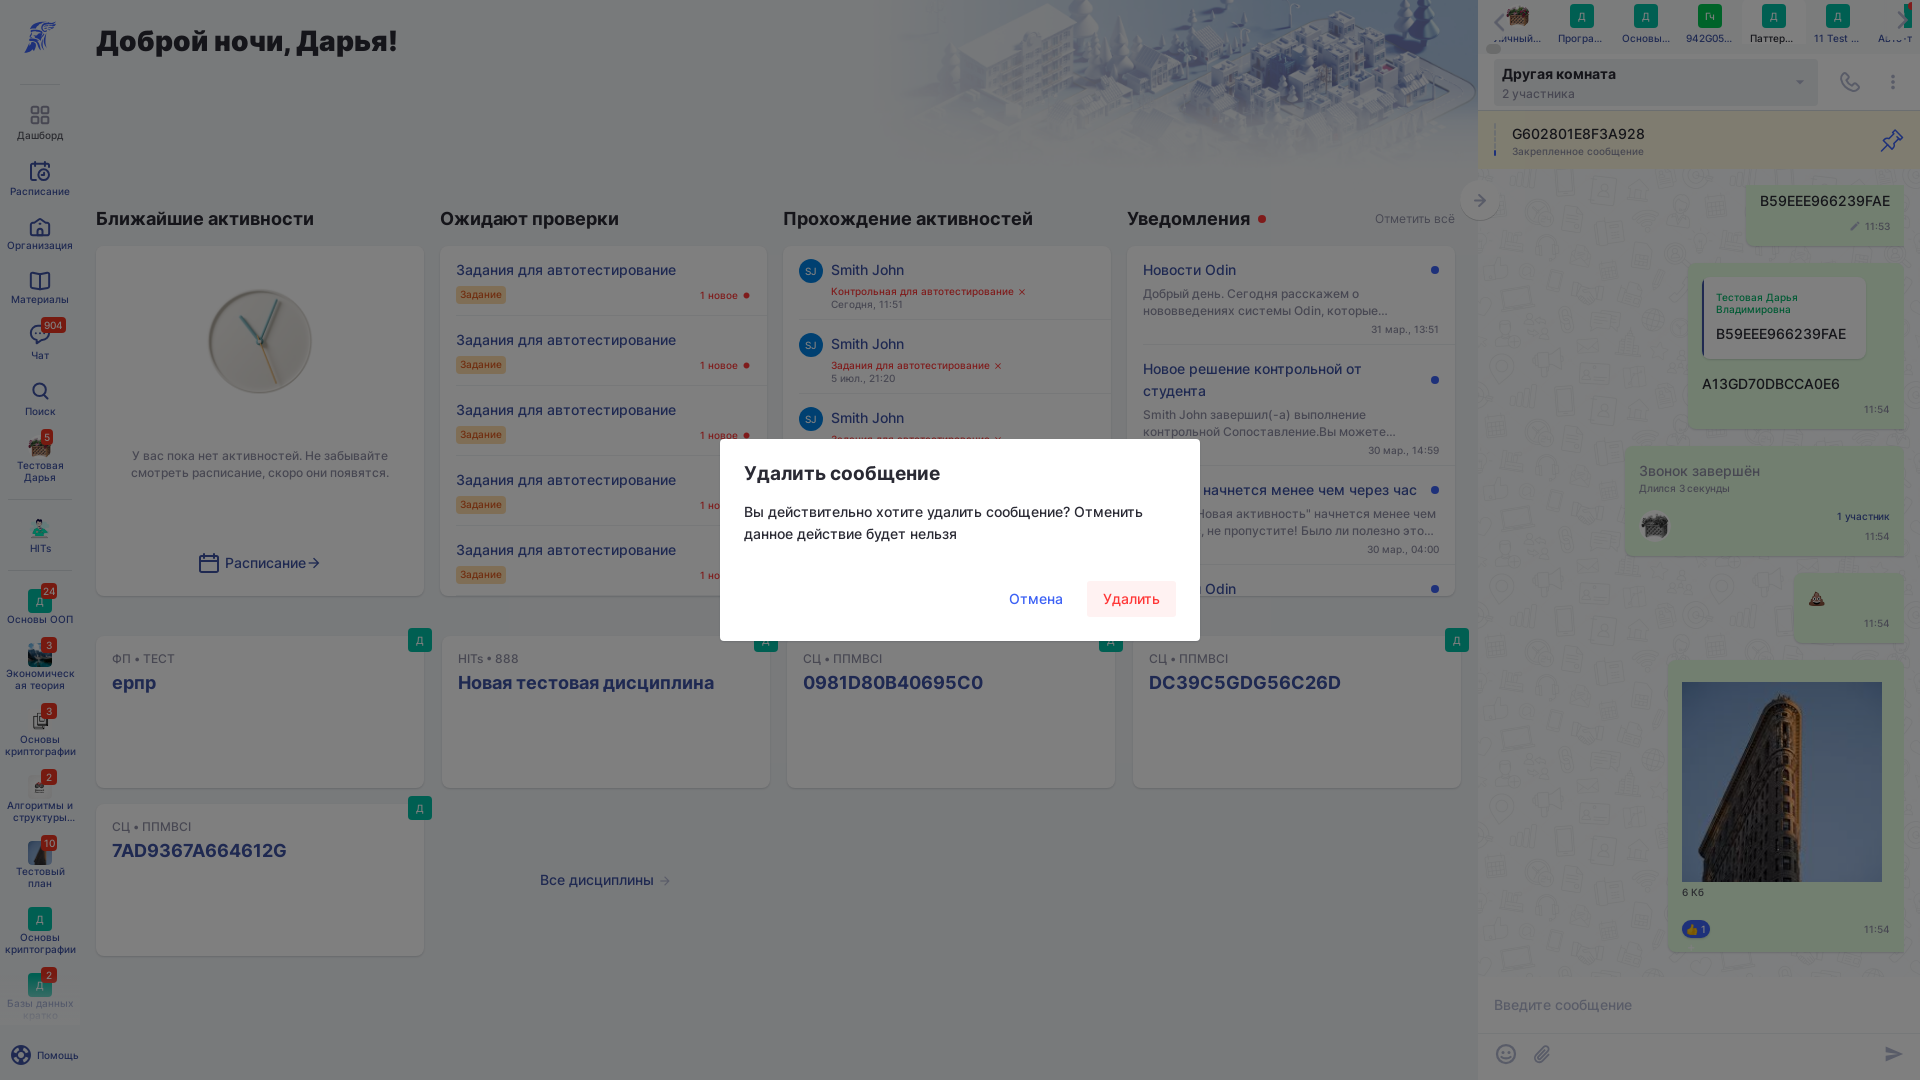 Доброй ночи, Дарья!
Дашборд
Расписание
Организация
Материалы
904
Чат
Поиск
5
Тестовая
Дарья
HITs
24
Д
Основы ООП
3
Экономическ
ая теория
3
Основы
криптографии
2
Алгоритмы и
структуры...
10
Тестовый
план
Д
Основы
криптографии
2
Д
Базы данных
кратко
Помощь
Ближайшие активности
У вас пока нет активностей. Не забывайте
смотреть расписание, скоро они появятся.
Расписание
Ожидают проверки
Задания для автотестирование
Задание
1 новое
Задания для автотестирование
Задание
1 новое
Задания для автотестирование
Задание
1 новое
Задания для автотестирование
Задание
Задания для автотестирование
Задание
Прохождение активностей
SJ
Smith John
Контрольная для автотестирование
Сегодня, 11:51
SJ
Smith John
Задания для автотестирование
5 июл., 21:20
SJ
Smith John
Уведомления
Отметить всё
Новости Odin
Добрый день. Сегодня расскажем о
нововведениях системы Odin, которые...
31 мар., 13:51
Новое решение контрольной от
студента
Smith John завершил(-а) выполнение
контрольной Сопоставление.Вы можете...
30 мар., 14:59
начнется менее чем через час
Новая активность" начнется менее чем
, не пропустите! Было ли полезно это...
30 мар., 04:00
Odin
Удалить сообщение
Вы действительно хотите удалить сообщение? Отменить
данное действие будет нельзя
Отмена
Удалить
Д
ФП • ТЕСТ
ерпр
HITs • 888
Новая тестовая дисциплина
СЦ • ППМВСІ
0981D80B40695C0
Д
СЦ • ППМВСІ
DC39C5GDG56C26D
Д
СЦ • ППМВСІ
7AD9367A664612G
Все дисциплины
Д
Програ...
Д
Основы...
Гч
942G05...
Д
Паттер...
Д
11 Test ...
Другая комната
2 участника
G602801E8F3A928
Закрепленное сообщение
B59EEE966239FAE
11:53
Тестовая Дарья
Владимировна
B59EEE966239FAE
A13GD70DBCCA0E6
11:54
Звонок завершён
Длился 3 секунды
1 участник
11:54
11:54
6 Кб
1
11:54
Введите сообщение